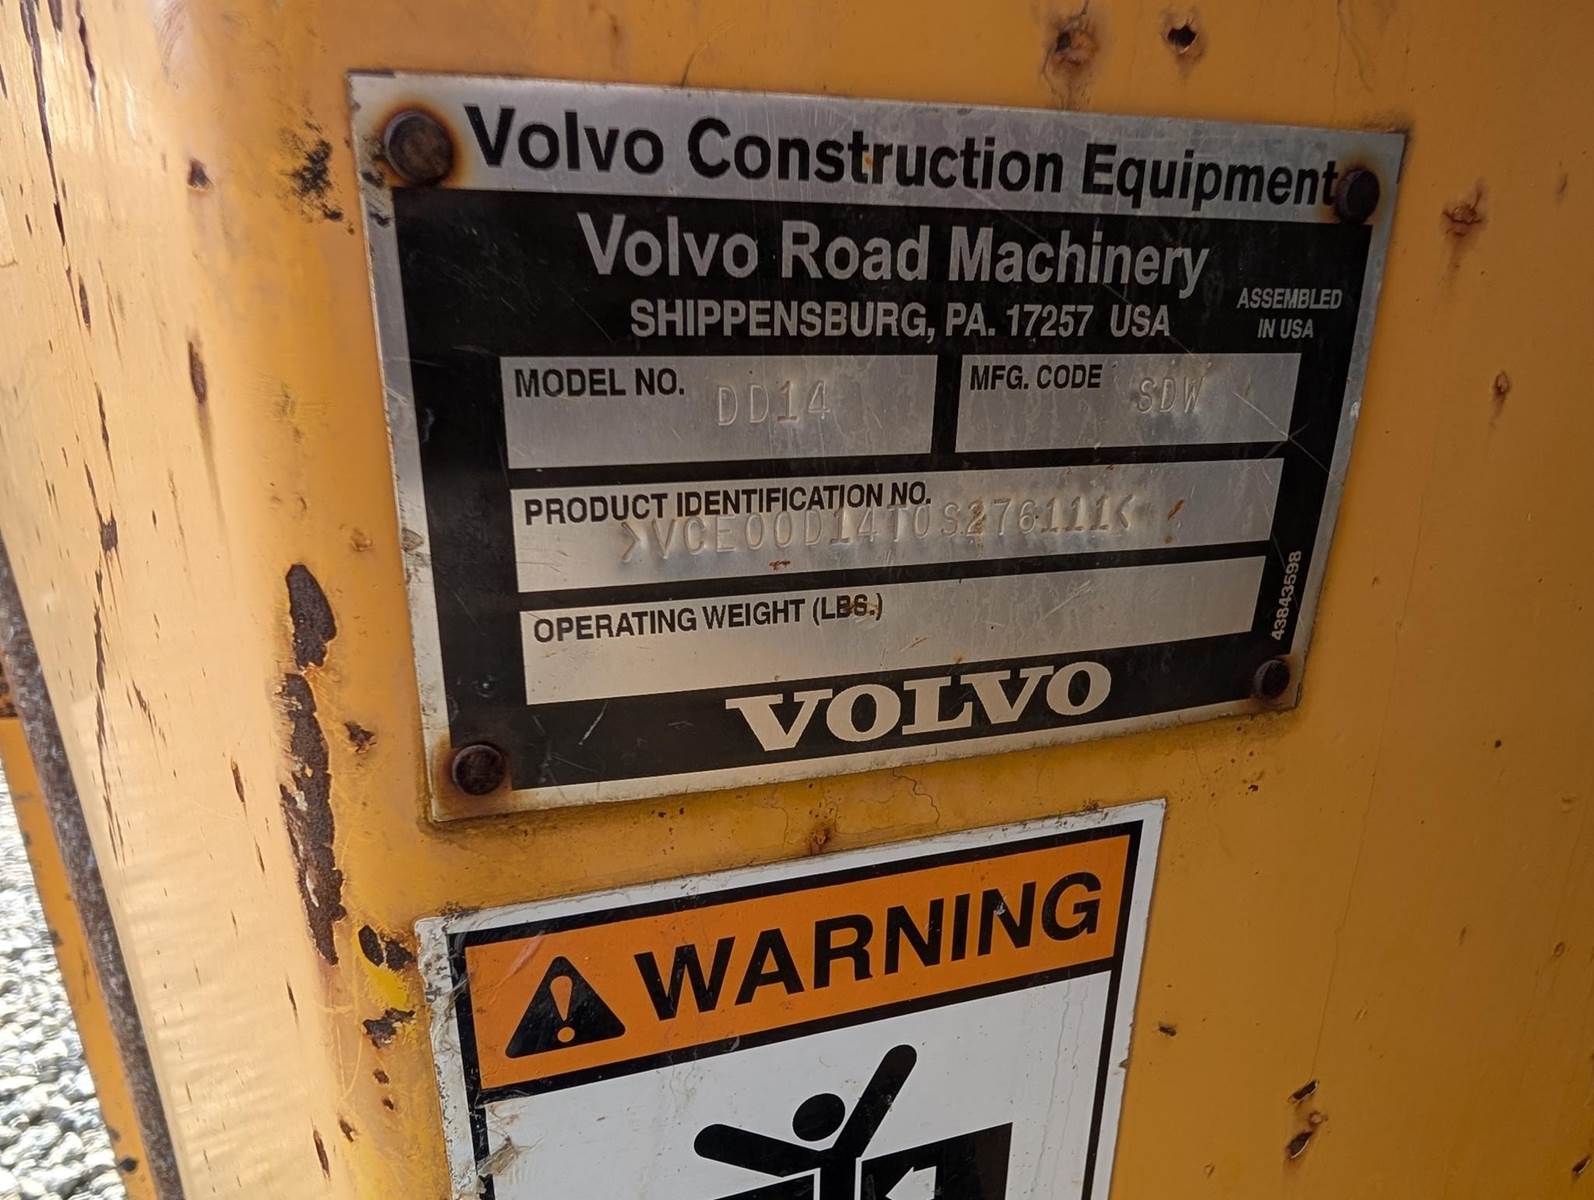 Volvo Construction Equipment
Volvo Road Machinery
SHIPPENSBURG, PA. 17257 USA
ASSEMBLED
IN USA
MODEL NO. DD14
MFG. CODE SDW
PRODUCT IDENTIFICATION NO.
>VCE00D14T0S276111<
OPERATING WEIGHT (LBS.)
43843598
VOLVO
WARNING